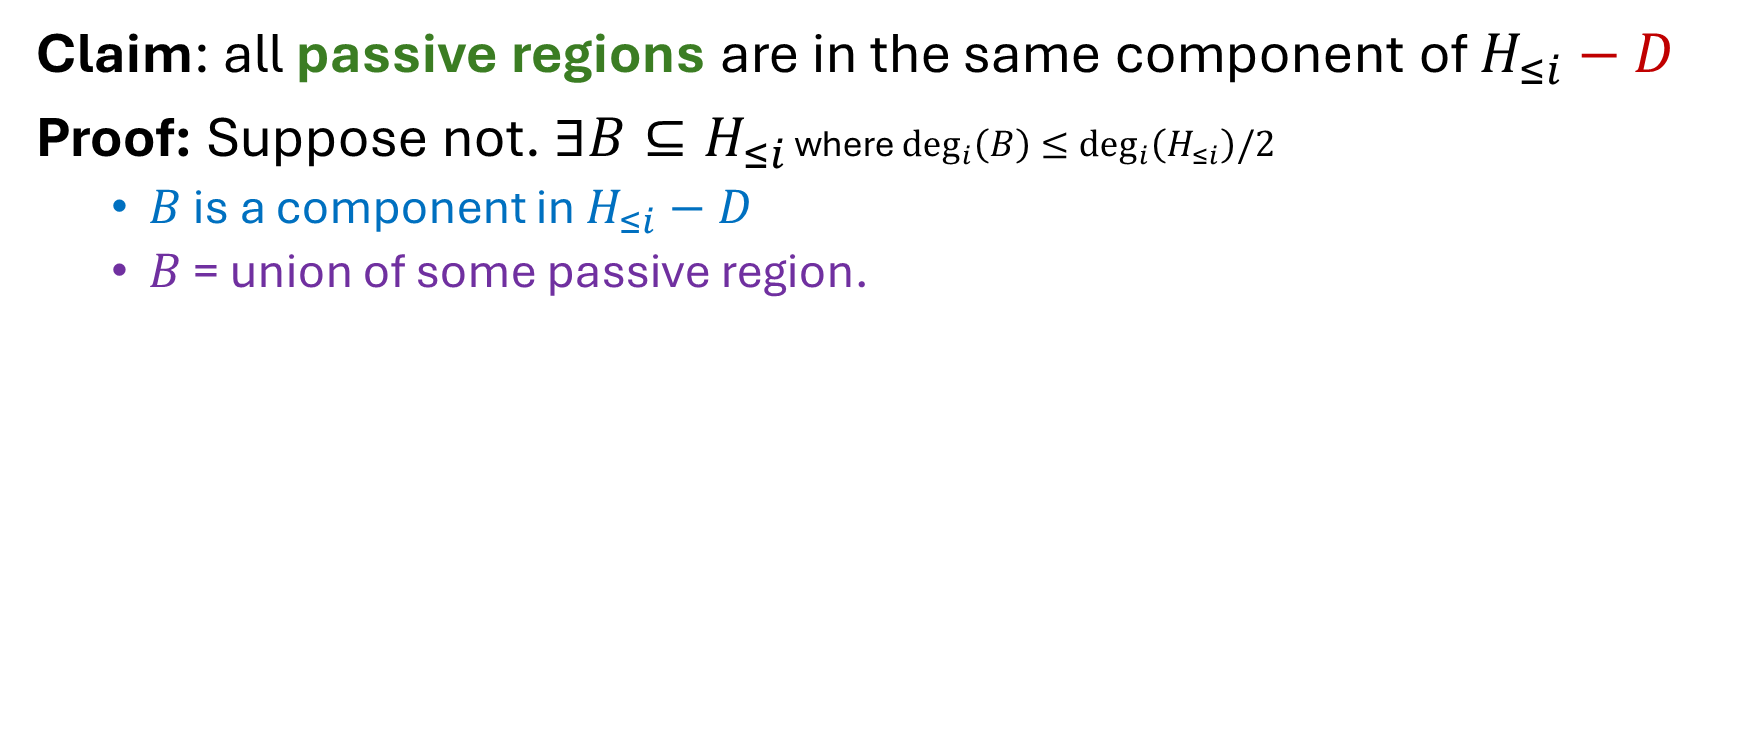 Claim: all passive regions are in the same component of H≤i − D
Proof: Suppose not. ∃B ⊆ H≤i where degi(B) ≤ degi(H≤i)/2
• B is a component in H≤i − D
• B = union of some passive region.